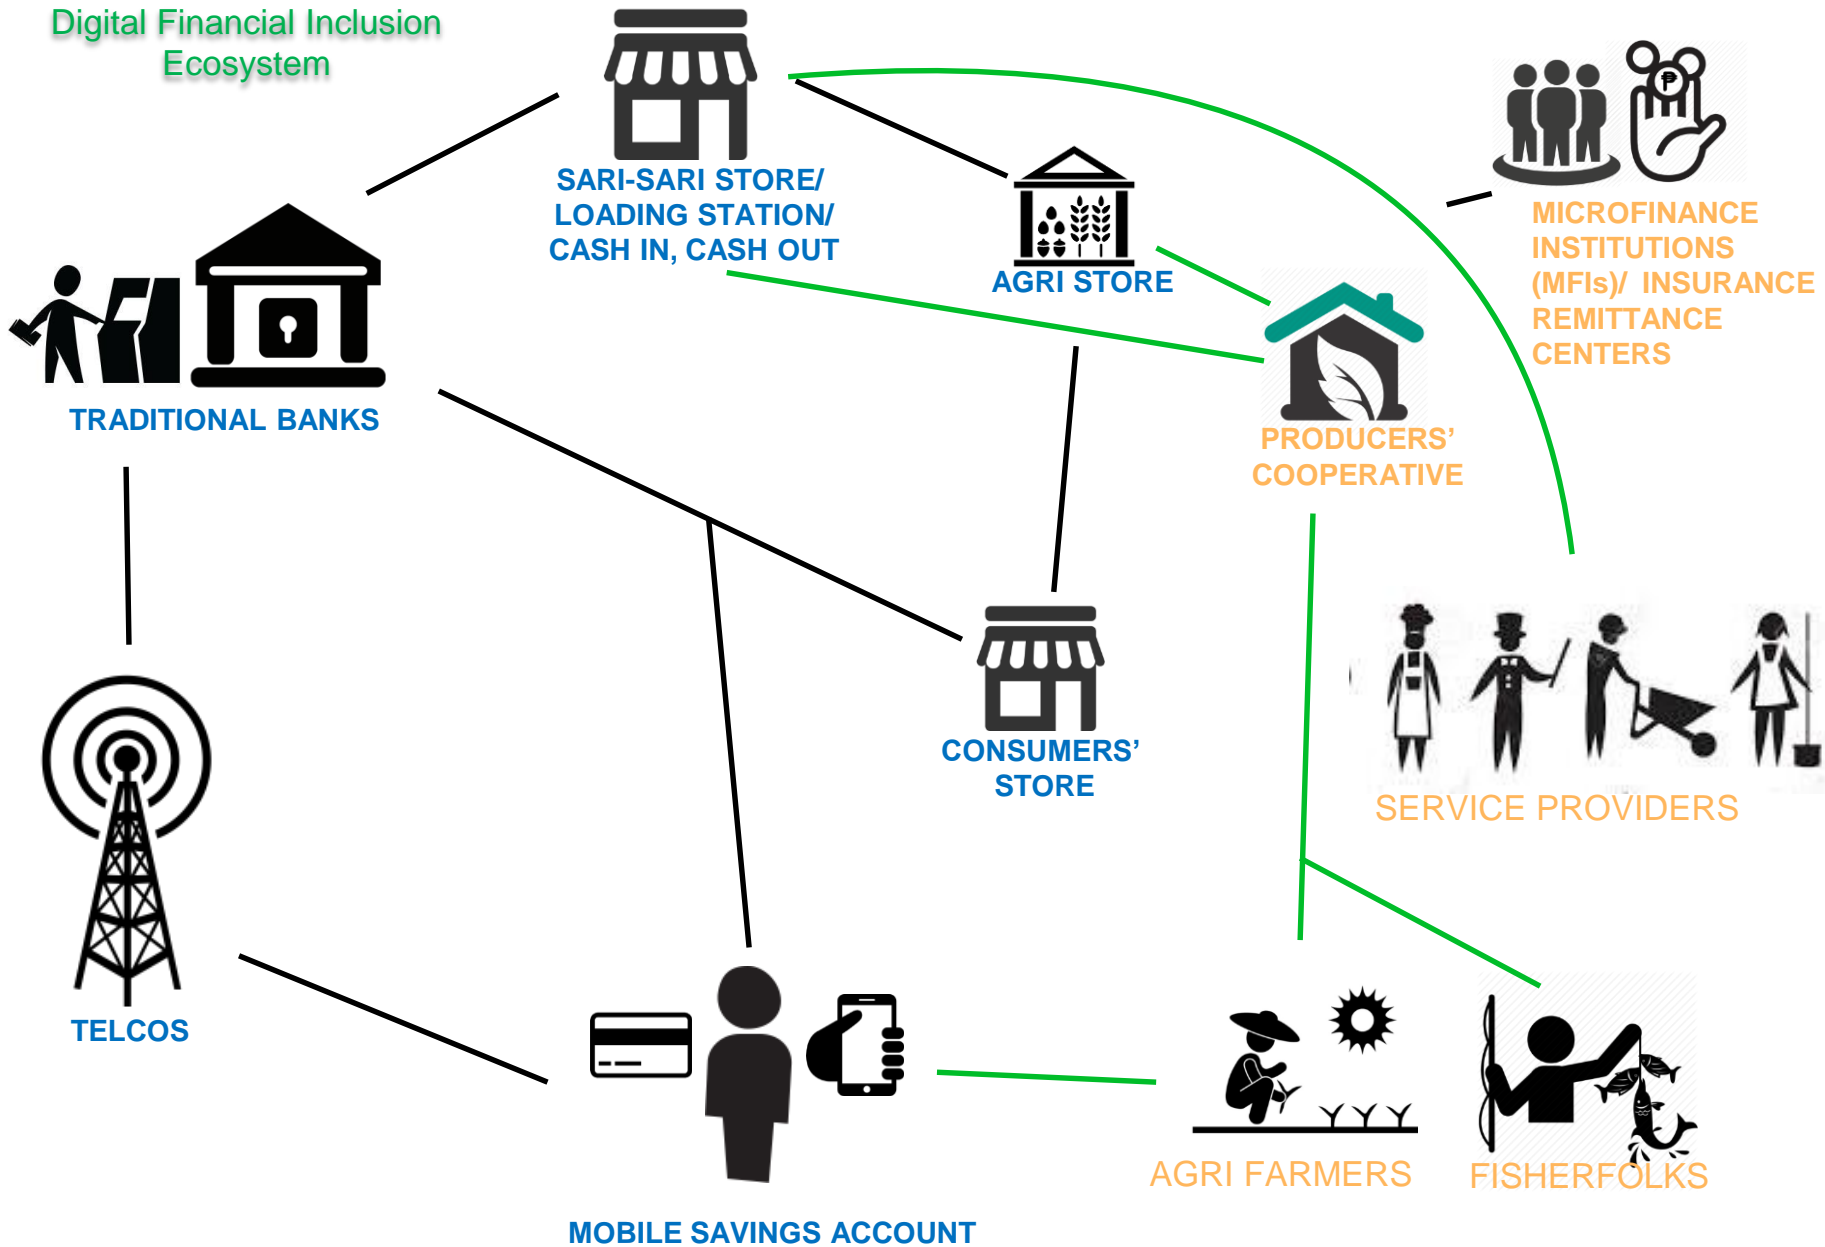 Digital Financial Inclusion
Ecosystem
SARI-SARI STORE/
LOADING STATION/
CASH IN, CASH OUT
AGRI STORE
₱
MICROFINANCE
INSTITUTIONS
(MFIs)/ INSURANCE
REMITTANCE
CENTERS
TRADITIONAL BANKS
PRODUCERS’
COOPERATIVE
CONSUMERS’
STORE
SERVICE PROVIDERS
TELCOS
AGRI FARMERS
FISHERFOLKS
MOBILE SAVINGS ACCOUNT